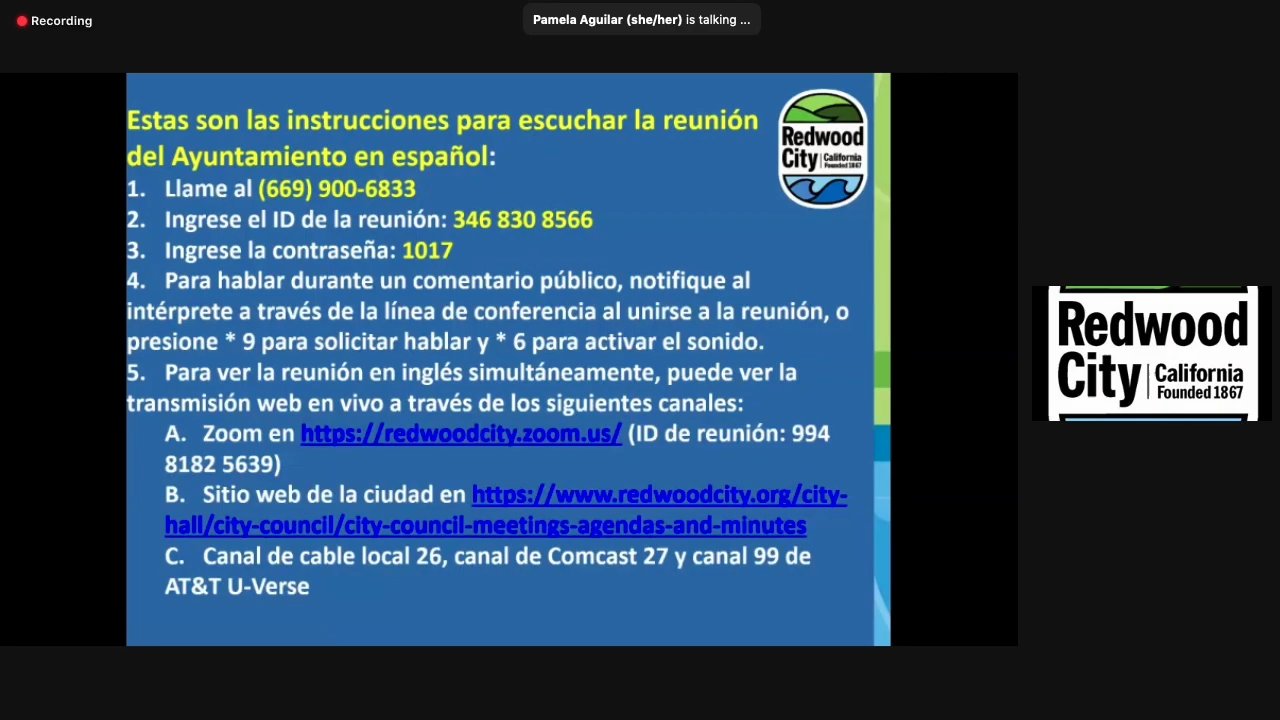 Recording
Pamela Aguilar (she/her) is talking ...
Estas son las instrucciones para escuchar la reunión
del Ayuntamiento en español:
1. Llame al (669) 900-6833
2. Ingrese el ID de la reunión: 346 830 8566
3. Ingrese la contraseña: 1017
4. Para hablar durante un comentario público, notifique al
intérprete a través de la línea de conferencia al unirse a la reunión, o
presione * 9 para solicitar hablar y * 6 para activar el sonido.
5. Para ver la reunión en inglés simultáneamente, puede ver la
transmisión web en vivo a través de los siguientes canales:
A. Zoom en https://redwoodcity.zoom.us/ (ID de reunión: 994
8182 5639)
B. Sitio web de la ciudad en https://www.redwoodcity.org/city-
hall/city-council/city-council-meetings-agendas-and-minutes
C. Canal de cable local 26, canal de Comcast 27 y canal 99 de
AT&T U-Verse
Redwood
City California
Founded 1867
Redwood
City California
Founded 1867